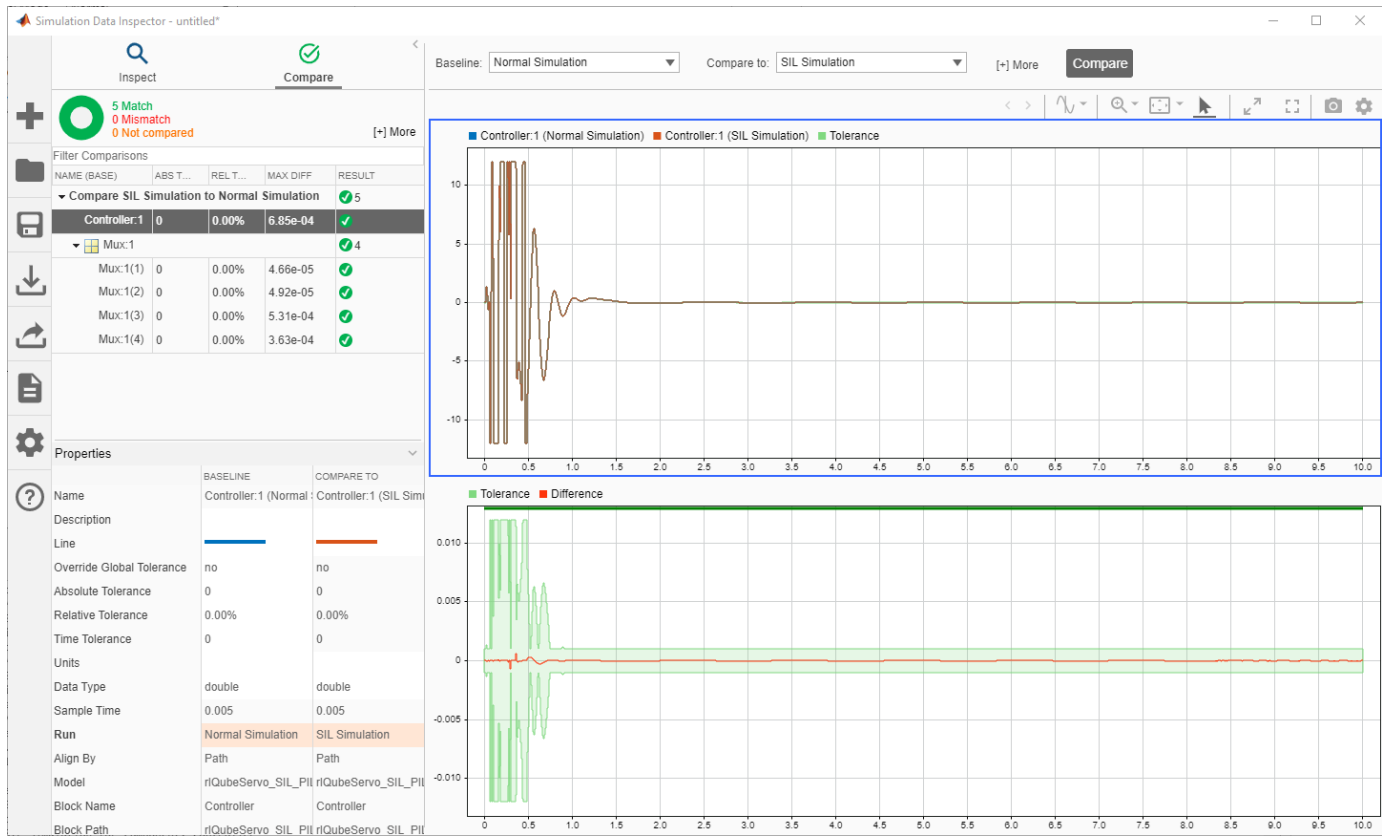 Simulation Data Inspector - untitled*
Inspect
Compare
Baseline: Normal Simulation
Compare to: SIL Simulation
[+] More
Compare
5 Match
0 Mismatch
0 Not compared
[+] More
Filter Comparisons
NAME (BASE) ABS T... REL T... MAX DIFF RESULT
Compare SIL Simulation to Normal Simulation 5
Controller:1 0 0.00% 6.85e-04
Mux:1 4
Mux:1(1) 0 0.00% 4.66e-05
Mux:1(2) 0 0.00% 4.92e-05
Mux:1(3) 0 0.00% 5.31e-04
Mux:1(4) 0 0.00% 3.63e-04
Properties
BASELINE COMPARE TO
Name Controller:1 (Normal Controller:1 (SIL
Description
Line
Override Global Tolerance no no
Absolute Tolerance 0 0
Relative Tolerance 0.00% 0.00%
Time Tolerance 0 0
Units
Data Type double double
Sample Time 0.005 0.005
Run Normal Simulation SIL Simulation
Align By Path Path
Model rlQubeServo_SIL_PIL rlQubeServo_SIL_PIL
Block Name Controller Controller
Block Path rlQubeServo_SIL_PIL rlQubeServo_SIL_PIL
Controller:1 (Normal Simulation) Controller:1 (SIL Simulation) Tolerance
10
5
0
-5
-10
0 0.5 1.0 1.5 2.0 2.5 3.0 3.5 4.0 4.5 5.0 5.5 6.0 6.5 7.0 7.5 8.0 8.5 9.0 9.5 10.0
Tolerance Difference
0.010
0.005
0
-0.005
-0.010
0 0.5 1.0 1.5 2.0 2.5 3.0 3.5 4.0 4.5 5.0 5.5 6.0 6.5 7.0 7.5 8.0 8.5 9.0 9.5 10.0